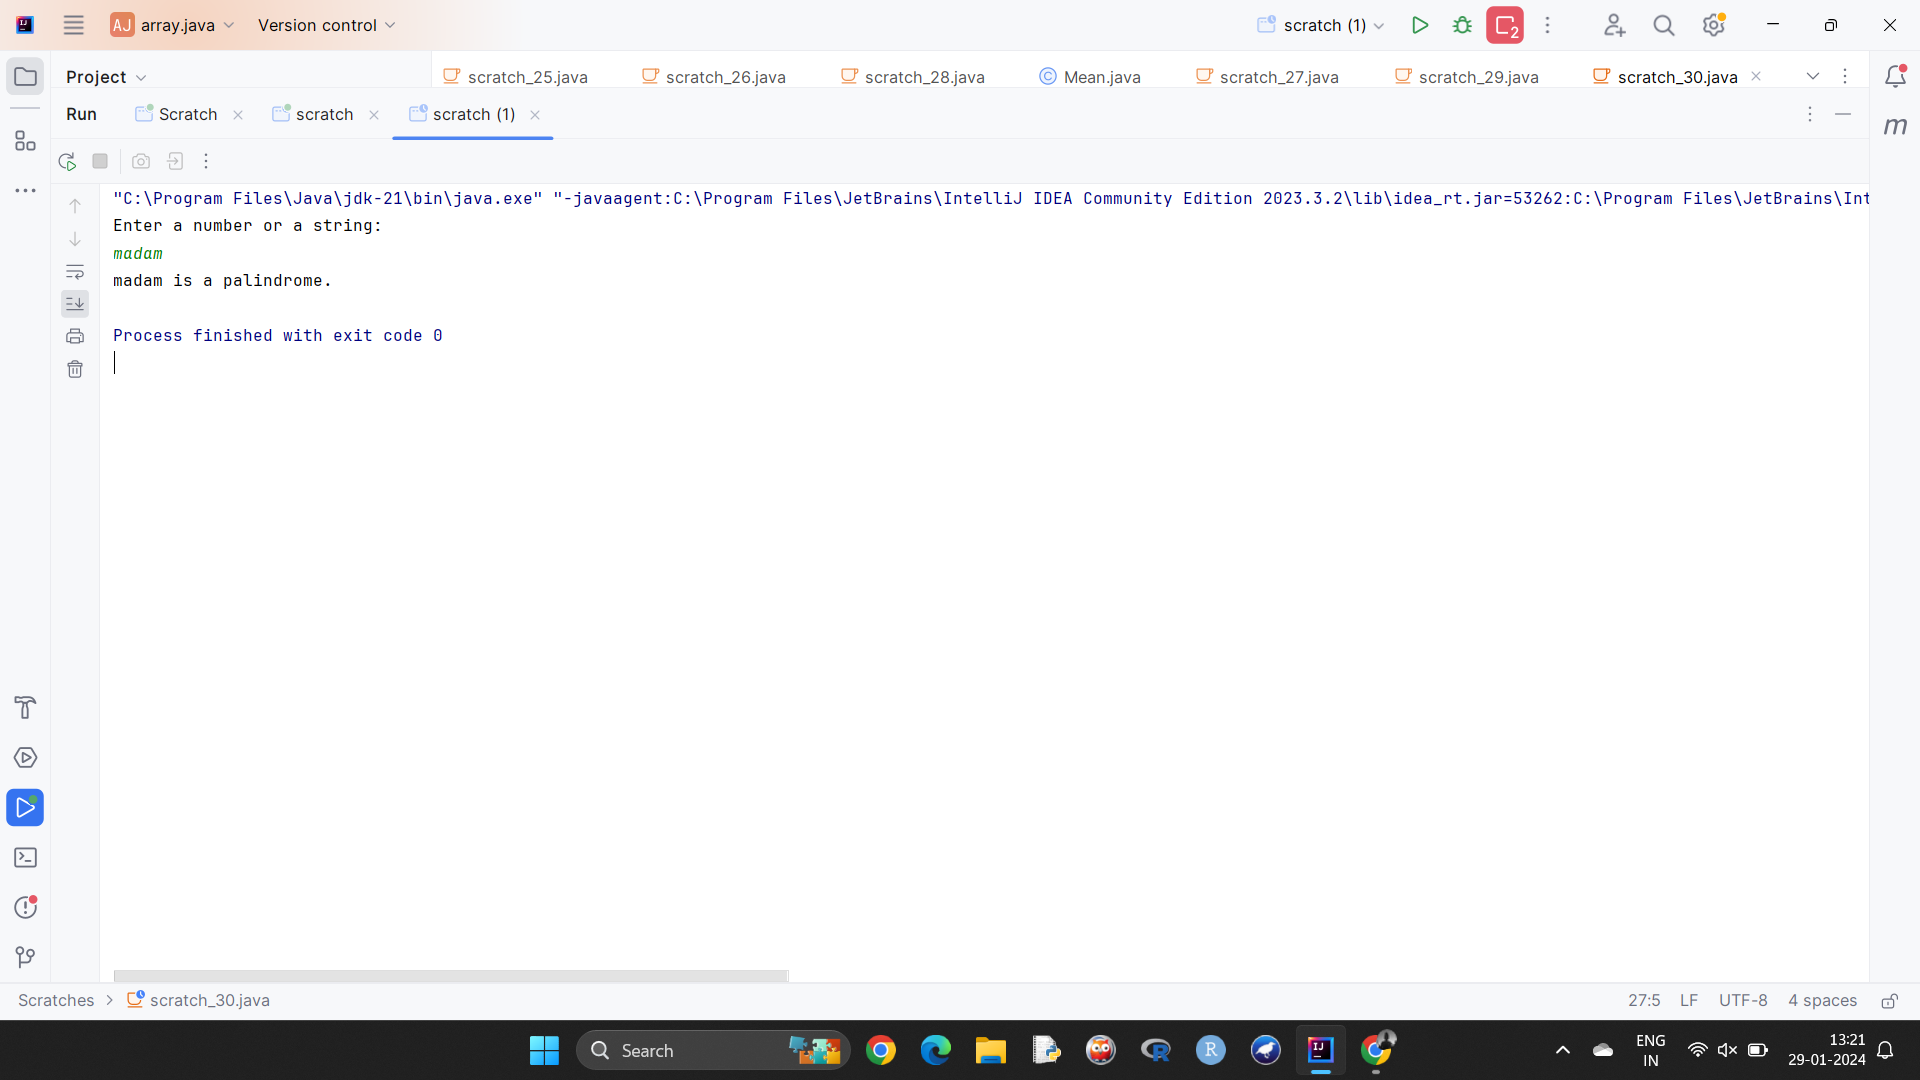 AJ array.java Version control scratch (1) 2
Project scratch_25.java scratch_26.java scratch_28.java Mean.java scratch_27.java scratch_29.java scratch_30.java
Run Scratch scratch scratch (1)
m
"C:\Program Files\Java\jdk-21\bin\java.exe" "-javaagent:C:\Program Files\JetBrains\IntelliJ IDEA Community Edition 2023.3.2\lib\idea_rt.jar=53262:C:\Program Files\JetBrains\Int
Enter a number or a string:
madam
madam is a palindrome.
Process finished with exit code 0
Scratches > scratch_30.java 27:5 LF UTF-8 4 spaces
Search
ENG
IN
13:21
29-01-2024